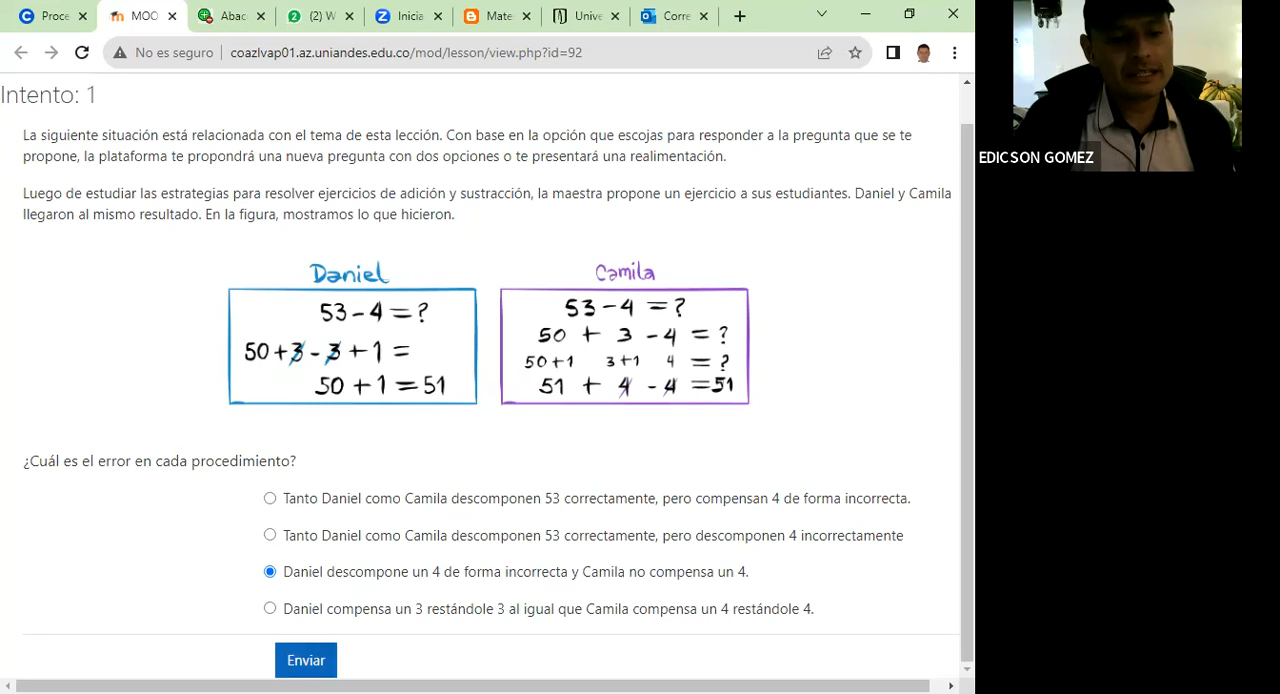 Proce
MOO
Abac
(2) W
Inicia
Mate
Unive
Corre
No es seguro
coazlvap01.az.uniandes.edu.co/mod/lesson/view.php?id=92
Intento: 1
La siguiente situación está relacionada con el tema de esta lección. Con base en la opción que escojas para responder a la pregunta que se te
propone, la plataforma te propondrá una nueva pregunta con dos opciones o te presentará una realimentación.
Luego de estudiar las estrategias para resolver ejercicios de adición y sustracción, la maestra propone un ejercicio a sus estudiantes. Daniel y Camila
llegaron al mismo resultado. En la figura, mostramos lo que hicieron.
Daniel
53 - 4 = ?
50 + 3 - 3 + 1 =
50 + 1 = 51
Camila
53 - 4 = ?
50 + 3 - 4 = ?
50+1 3+1 4 = ?
51 + 4 - 4 = 51
¿Cuál es el error en cada procedimiento?
Tanto Daniel como Camila descomponen 53 correctamente, pero compensan 4 de forma incorrecta.
Tanto Daniel como Camila descomponen 53 correctamente, pero descomponen 4 incorrectamente
Daniel descompone un 4 de forma incorrecta y Camila no compensa un 4.
Daniel compensa un 3 restándole 3 al igual que Camila compensa un 4 restándole 4.
Enviar
EDICSON GOMEZ